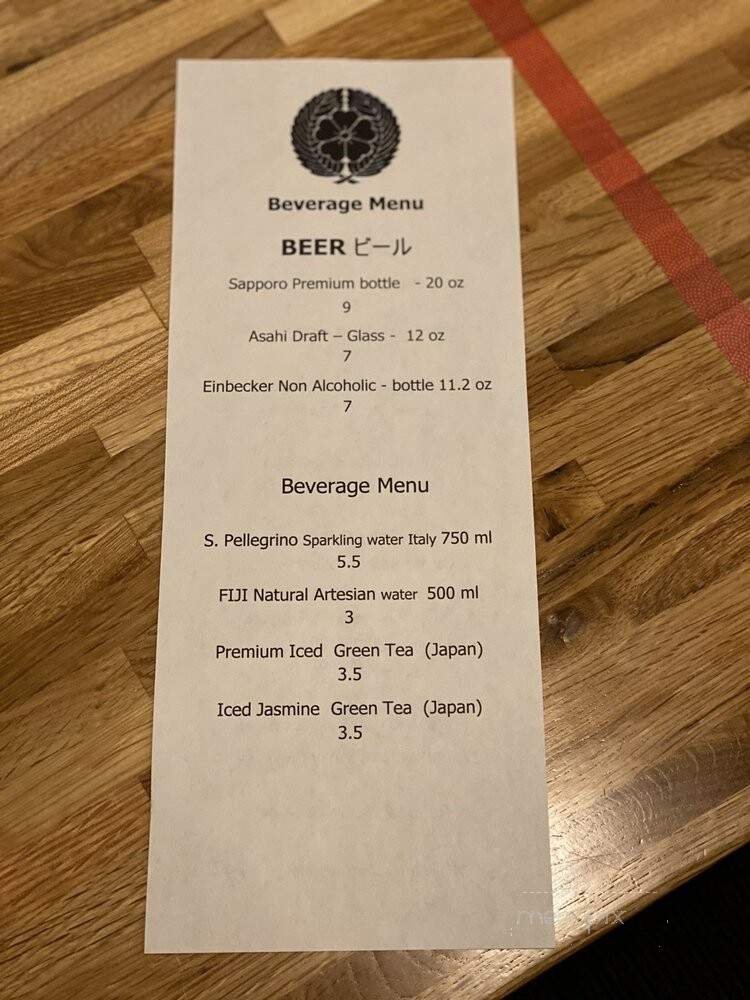 Beverage Menu
BEER ビール
Sapporo Premium bottle - 20 oz
9
Asahi Draft – Glass - 12 oz
7
Einbecker Non Alcoholic - bottle 11.2 oz
7
Beverage Menu
S. Pellegrino Sparkling water Italy 750 ml
5.5
FIJI Natural Artesian water 500 ml
3
Premium Iced Green Tea (Japan)
3.5
Iced Jasmine Green Tea (Japan)
3.5